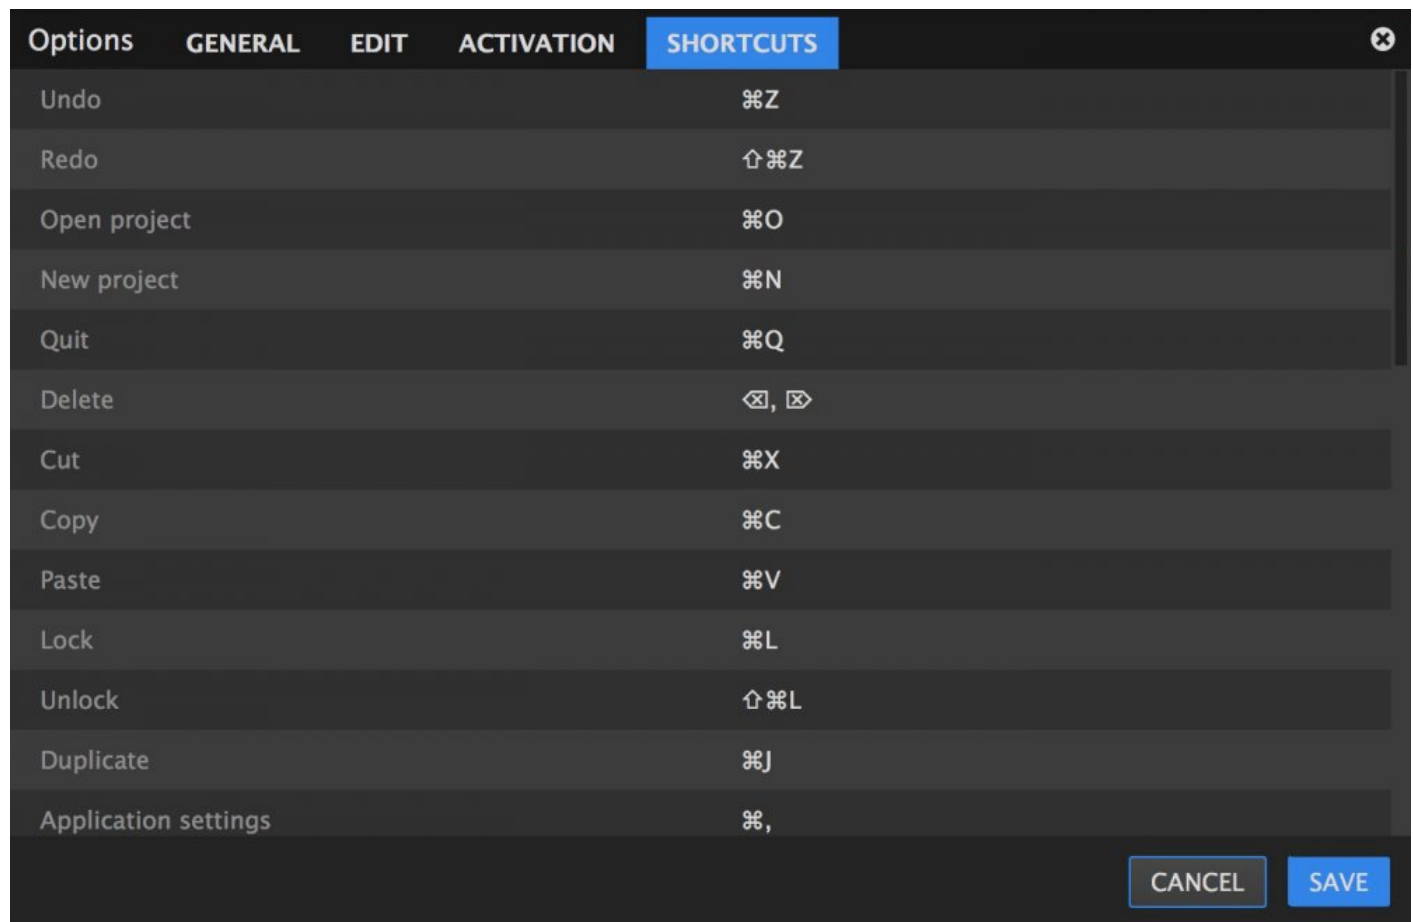 Options GENERAL EDIT ACTIVATION SHORTCUTS
Undo ⌘Z
Redo ⇧⌘Z
Open project ⌘O
New project ⌘N
Quit ⌘Q
Delete ⌫, ⌦
Cut ⌘X
Copy ⌘C
Paste ⌘V
Lock ⌘L
Unlock ⇧⌘L
Duplicate ⌘J
Application settings ⌘,
CANCEL SAVE